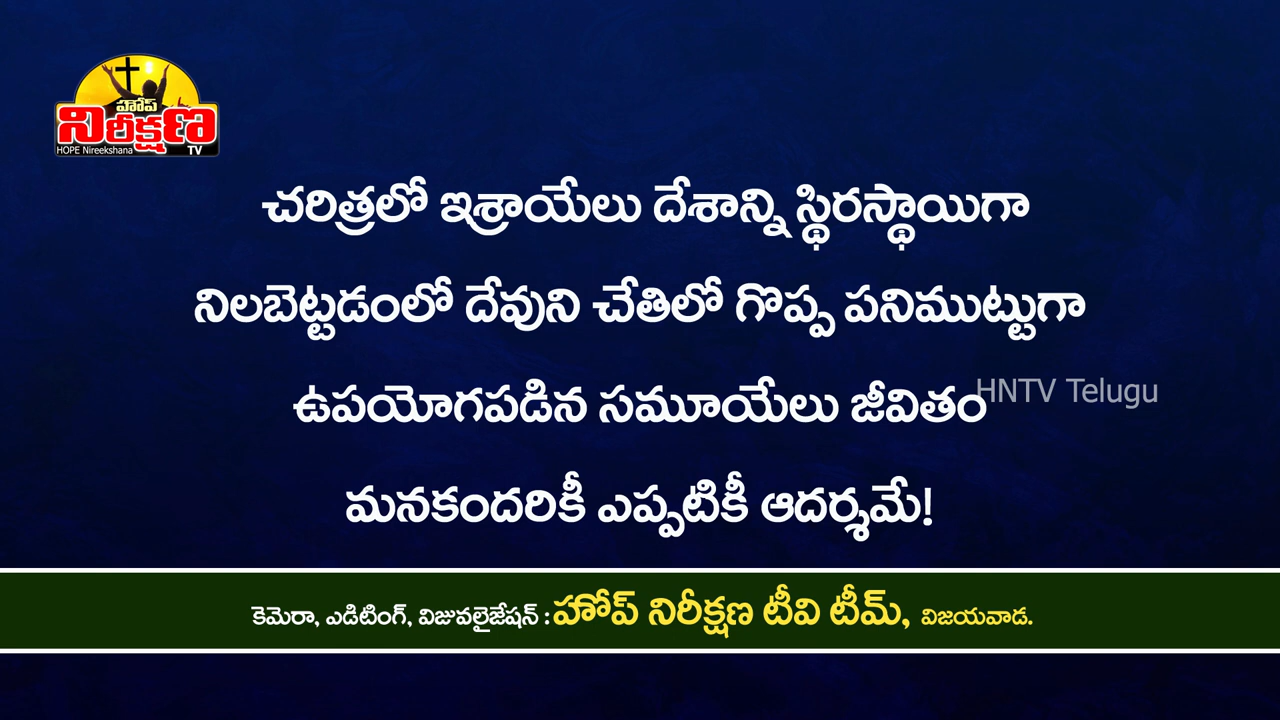 హోప్
నిరీక్షణ
HOPE Nireekshana TV
చరిత్రలో ఇశ్రాయేలు దేశాన్ని స్థిరస్థాయిగా
నిలబెట్టడంలో దేవుని చేతిలో గొప్ప పనిముట్టుగా
ఉపయోగపడిన సమూయేలు జీవితం
HNTV Telugu
మనకందరికీ ఎప్పటికీ ఆదర్శమే!
కెమెరా, ఎడిటింగ్, విజువలైజేషన్ : హోప్ నిరీక్షణ టీవి టీమ్, విజయవాడ.